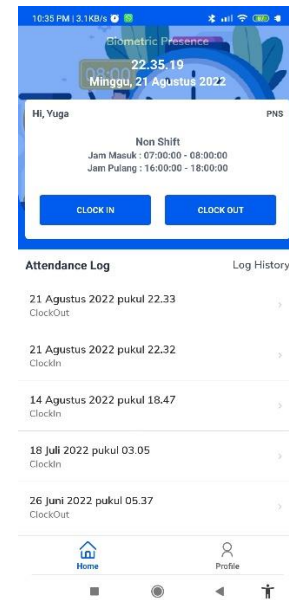 10:35 PM | 3.1KB/s
Biometric Presence
08:00
22.35.19
Minggu, 21 Agustus 2022
Hi, Yuga
PNS
Non Shift
Jam Masuk : 07:00:00 - 08:00:00
Jam Pulang : 16:00:00 - 18:00:00
CLOCK IN
CLOCK OUT
Attendance Log
Log History
21 Agustus 2022 pukul 22.33
ClockOut
21 Agustus 2022 pukul 22.32
ClockIn
14 Agustus 2022 pukul 18.47
ClockIn
18 Juli 2022 pukul 03.05
ClockIn
26 Juni 2022 pukul 05.37
ClockOut
Home
Profile